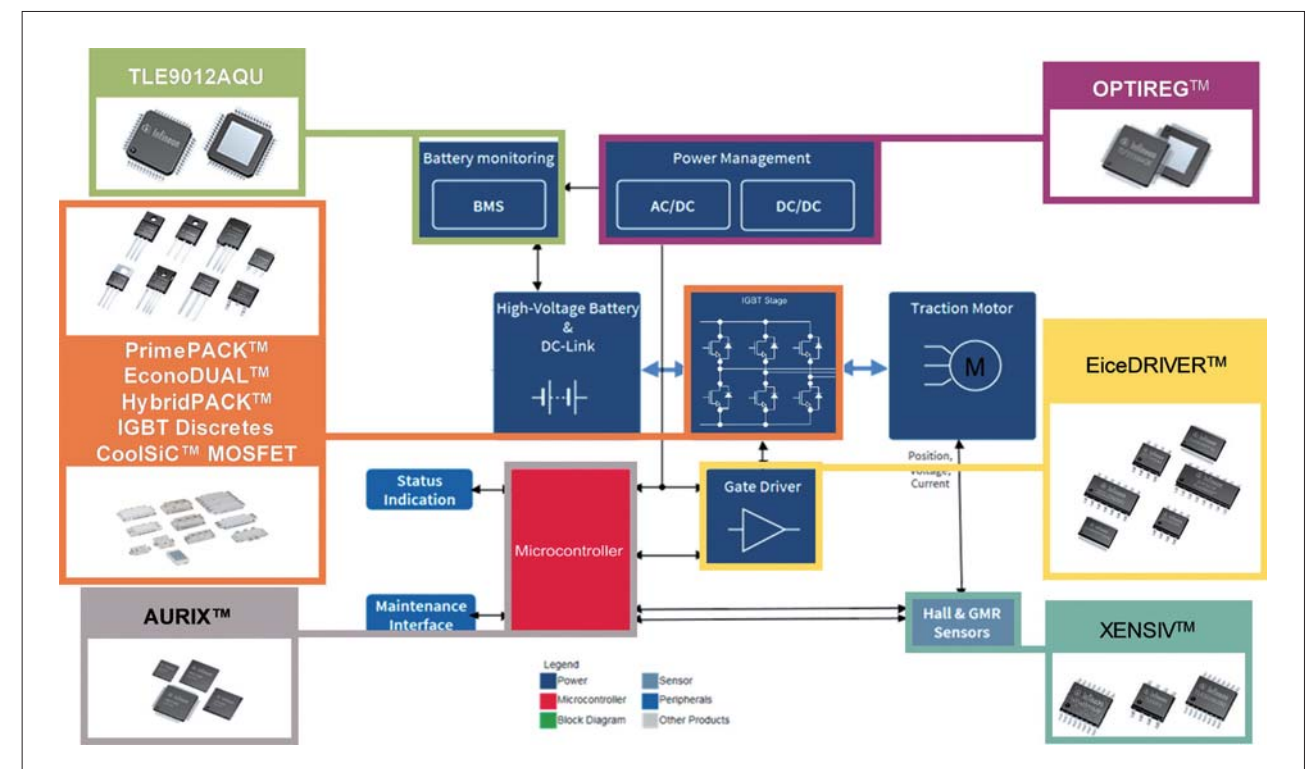 TLE9012AQU
Infineon
OPTIREG™
Battery monitoring
BMS
Power Management
AC/DC
DC/DC
PrimePACK™
EconoDUAL™
HybridPACK™
IGBT Discretes
CoolSiC™ MOSFET
High-Voltage Battery
&
DC-Link
IGBT Stage
Traction Motor
M
EiceDRIVER™
Position,
Voltage,
Current
Status
Indication
Microcontroller
Gate Driver
Maintenance
Interface
Hall & GMR
Sensors
AURIX™
XENSIV™
Legend
Power
Sensor
Microcontroller
Peripherals
Block Diagram
Other Products